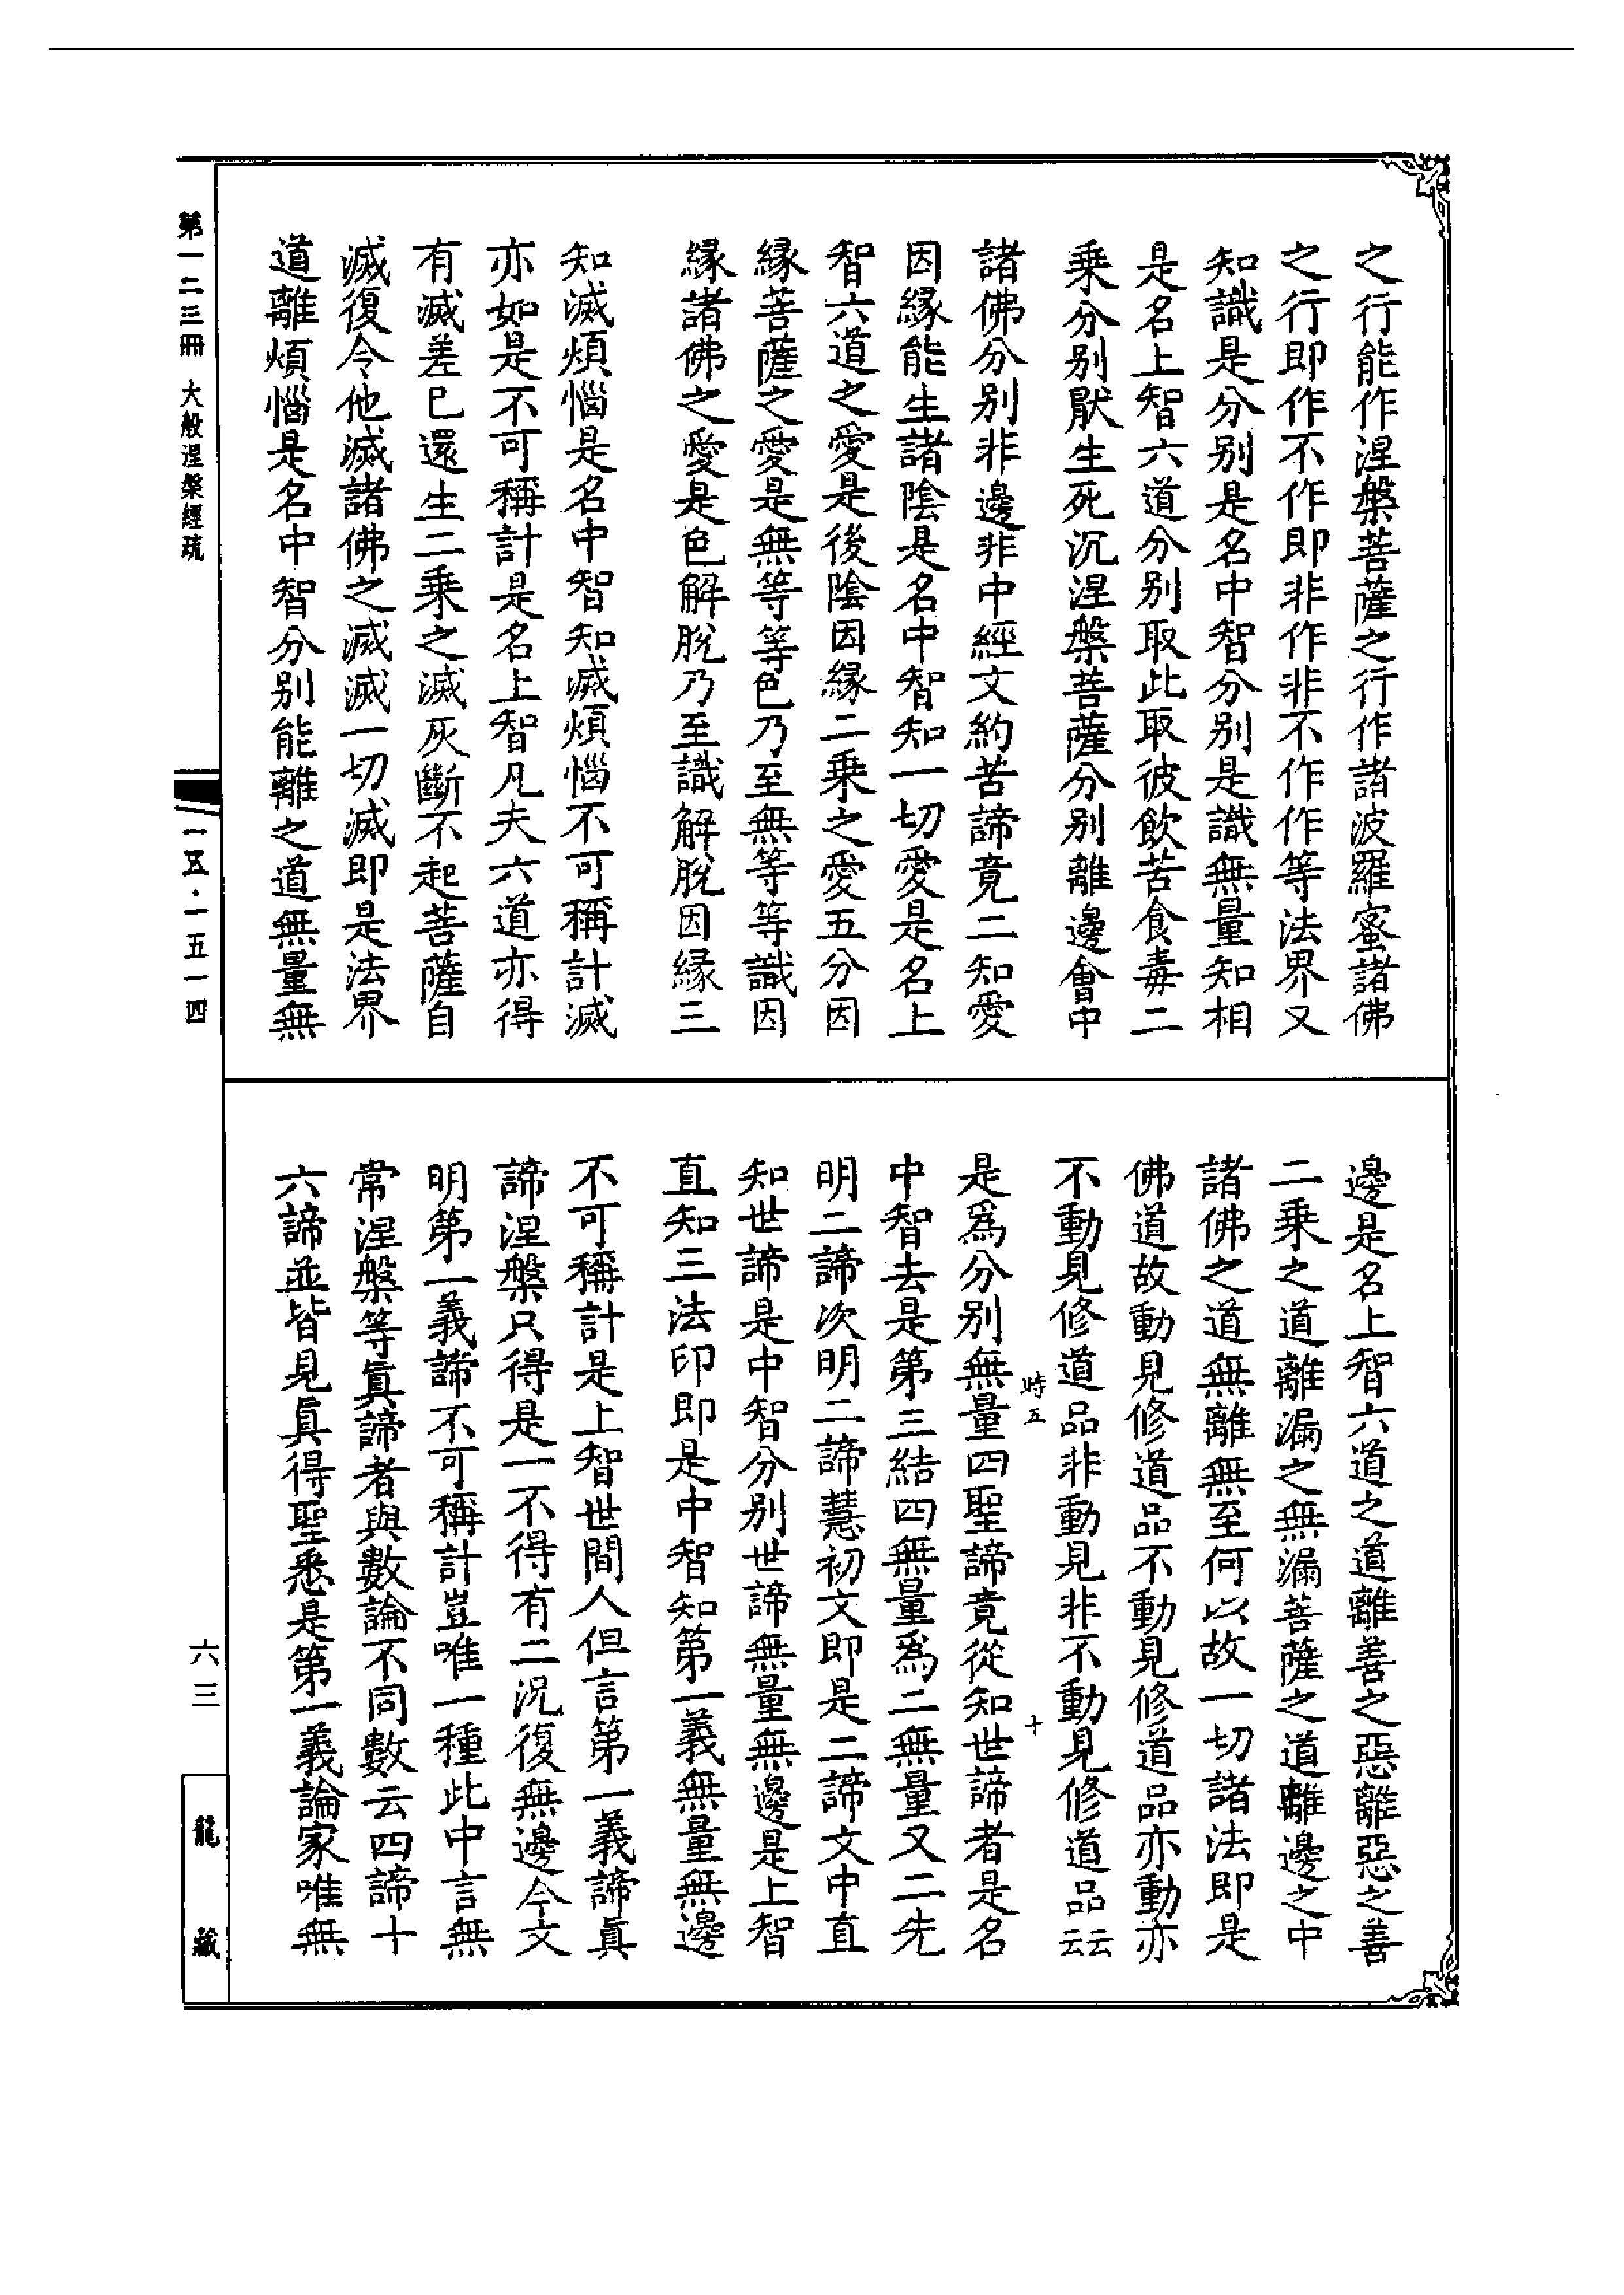 之行能作涅槃菩薩之行作諸波羅蜜諸佛
之行即作不作即非作非不作作等法界又
知識是分别是名中智分别是識無量知相
是名上智六道分别取此取彼飲苦食毒二
乘分别厭生死沉涅槃菩薩分别離邊會中
諸佛分别非邊非中經文約苦諦竟二知愛
因緣能生諸陰是名中智知一切愛是名上
智六道之愛是後陰因緣二乘之愛五分因
緣菩薩之愛是無等等色乃至無等等識因
緣諸佛之愛是色解脫乃至識解脫因緣三
知滅煩惱是名中智知滅煩惱不可稱計滅
亦如是不可稱計是名上智凡夫六道亦得
有滅差已還生二乘之滅灰斷不起菩薩自
滅復令他滅諸佛之滅滅一切滅即是法界
道離煩惱是名中智分别能離之道無量無
邊是名上智六道之道離善之惡離惡之善
二乘之道離漏之無漏菩薩之道離邊之中
諸佛之道無離無至何以故一切諸法即是
佛道故動見修道品不動見修道品亦動亦
不動見修道品非動見非不動見修道品云云
時五 十
是爲分别無量四聖諦竟從知世諦者是名
中智去是第三結四無量爲二無量又二先
明二諦次明二諦慧初文即是二諦文中直
知世諦是中智分别世諦無量無邊是上智
直知三法印即是中智知第一義無量無邊
不可稱計是上智世間人但言第一義諦眞
諦涅槃只得是一不得有二況復無邊今文
明第一義諦不可稱計豈唯一種此中言無
常涅槃等眞諦者與數論不同數云四諦十
六諦並皆見眞得聖悉是第一義論家唯無
第一二三冊 大般涅槃經疏
一五·一五一四
六三
龍藏